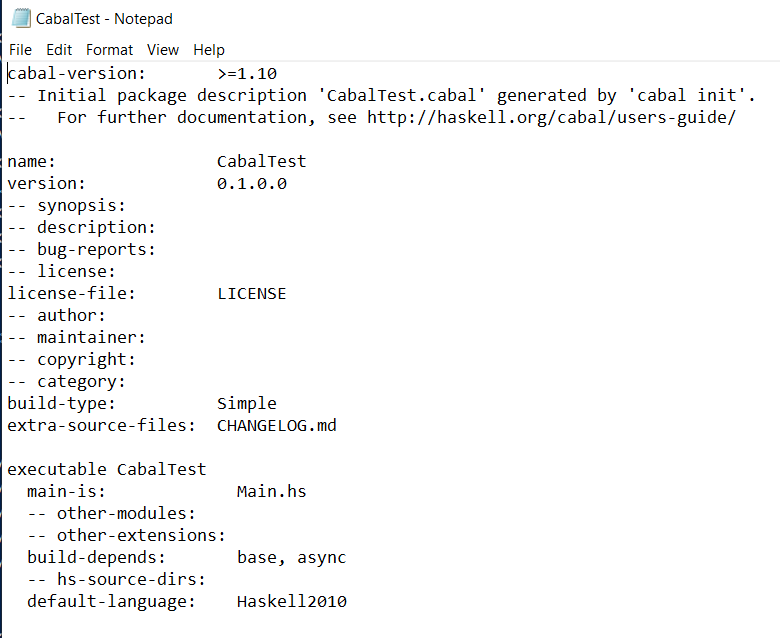 CabalTest - Notepad
File Edit Format View Help
cabal-version:       >=1.10
-- Initial package description 'CabalTest.cabal' generated by 'cabal init'.
--   For further documentation, see http://haskell.org/cabal/users-guide/

name:                CabalTest
version:             0.1.0.0
-- synopsis:
-- description:
-- bug-reports:
-- license:
license-file:        LICENSE
-- author:
-- maintainer:
-- copyright:
-- category:
build-type:          Simple
extra-source-files:  CHANGELOG.md

executable CabalTest
  main-is:             Main.hs
  -- other-modules:
  -- other-extensions:
  build-depends:       base, async
  -- hs-source-dirs:
  default-language:    Haskell2010